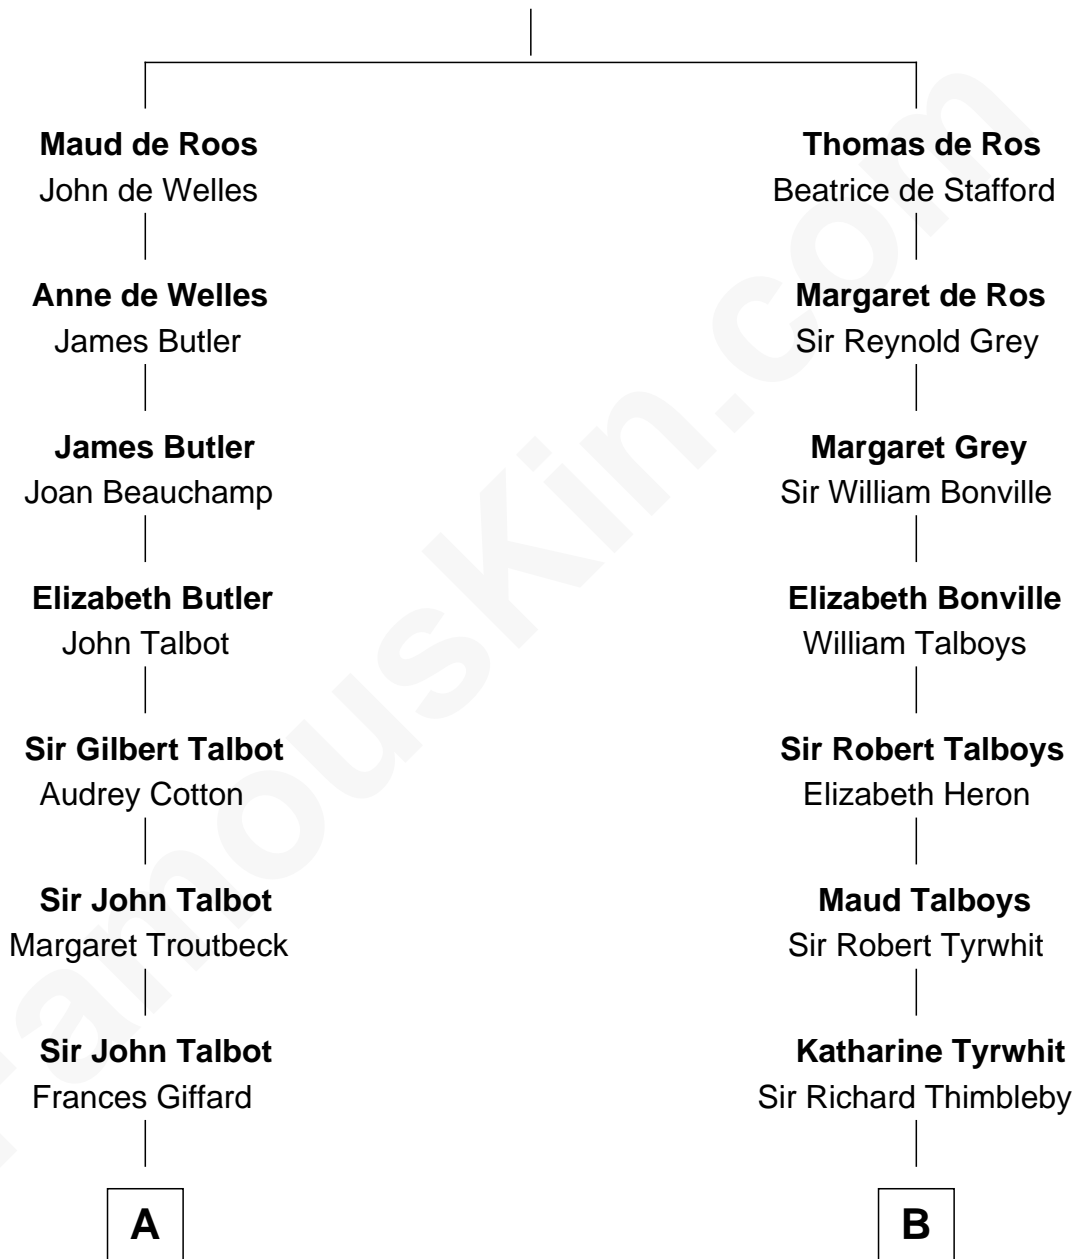 Maud de Roos
John de Welles
Anne de Welles
James Butler
James Butler
Joan Beauchamp
Elizabeth Butler
John Talbot
Sir Gilbert Talbot
Audrey Cotton
Sir John Talbot
Margaret Troutbeck
Sir John Talbot
Frances Giffard
A
Thomas de Ros
Beatrice de Stafford
Margaret de Ros
Sir Reynold Grey
Margaret Grey
Sir William Bonville
Elizabeth Bonville
William Talboys
Sir Robert Talboys
Elizabeth Heron
Maud Talboys
Sir Robert Tyrwhit
Katharine Tyrwhit
Sir Richard Thimbleby
B
FamousKin.com